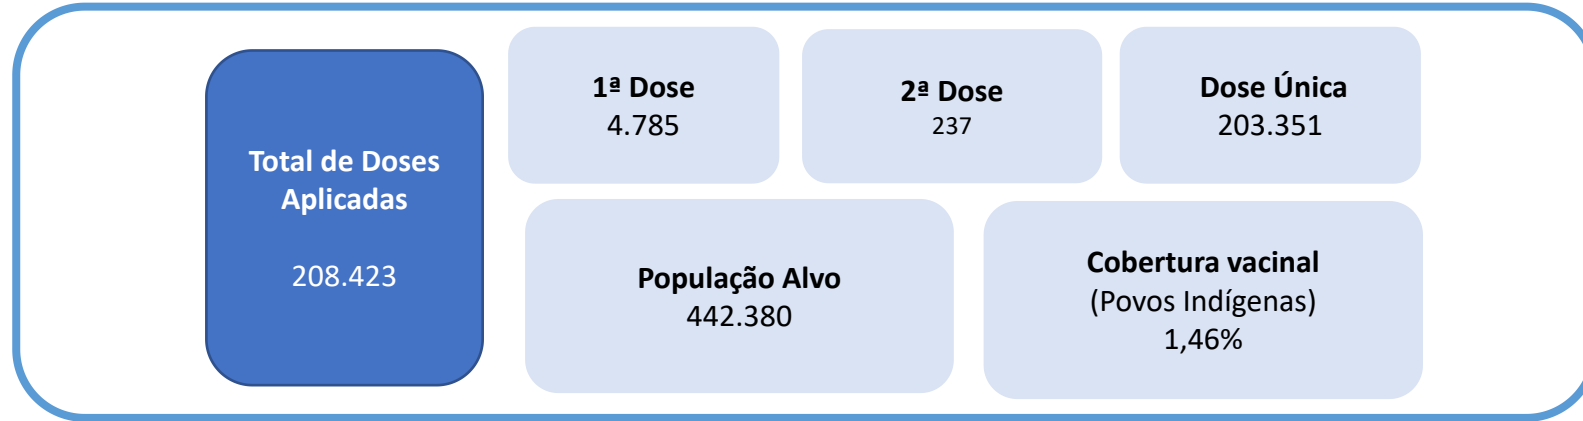 Total de Doses
Aplicadas
208.423
1ª Dose
4.785
2ª Dose
237
Dose Única
203.351
População Alvo
442.380
Cobertura vacinal
(Povos Indígenas)
1,46%